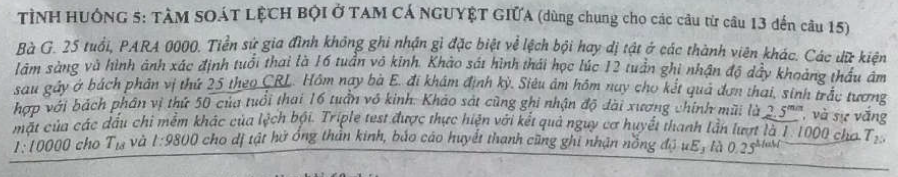 TÌNH HUỐNG 5: TẦM SOÁT LỆCH BỘI Ở TAM CÁ NGUYỆT GIỮA (dùng chung cho các câu từ câu 13 đến câu 15)
Bà G. 25 tuổi, PARA 0000. Tiền sử gia đình không ghi nhận gì đặc biệt về lệch bội hay dị tật ở các thành viên khác. Các dữ kiện
lâm sàng và hình ảnh xác định tuổi thai là 16 tuần vô kinh. Khảo sát hình thái học lúc 12 tuần ghi nhận độ dầy khoảng thấu âm
sau gáy ở bách phân vị thứ 25 theo CRL. Hôm nay bà E. đi khám định kỳ. Siêu âm hôm nay cho kết quả đơn thai, sinh trắc tương
hợp với bách phân vị thứ 50 của tuổi thai 16 tuần vô kinh. Khảo sát cũng ghi nhận độ dài xương chính mũi là 2.5mm, và sự vắng
mặt của các dấu chỉ mềm khác của lệch bội. Triple test được thực hiện với kết quả nguy cơ huyết thanh lần lượt là 1:1000 cho T21,
1:10000 cho T18 và 1:9800 cho dị tật hở ống thần kinh, báo cáo huyết thanh cũng ghi nhận nồng độ uE3 là 0.25MoM